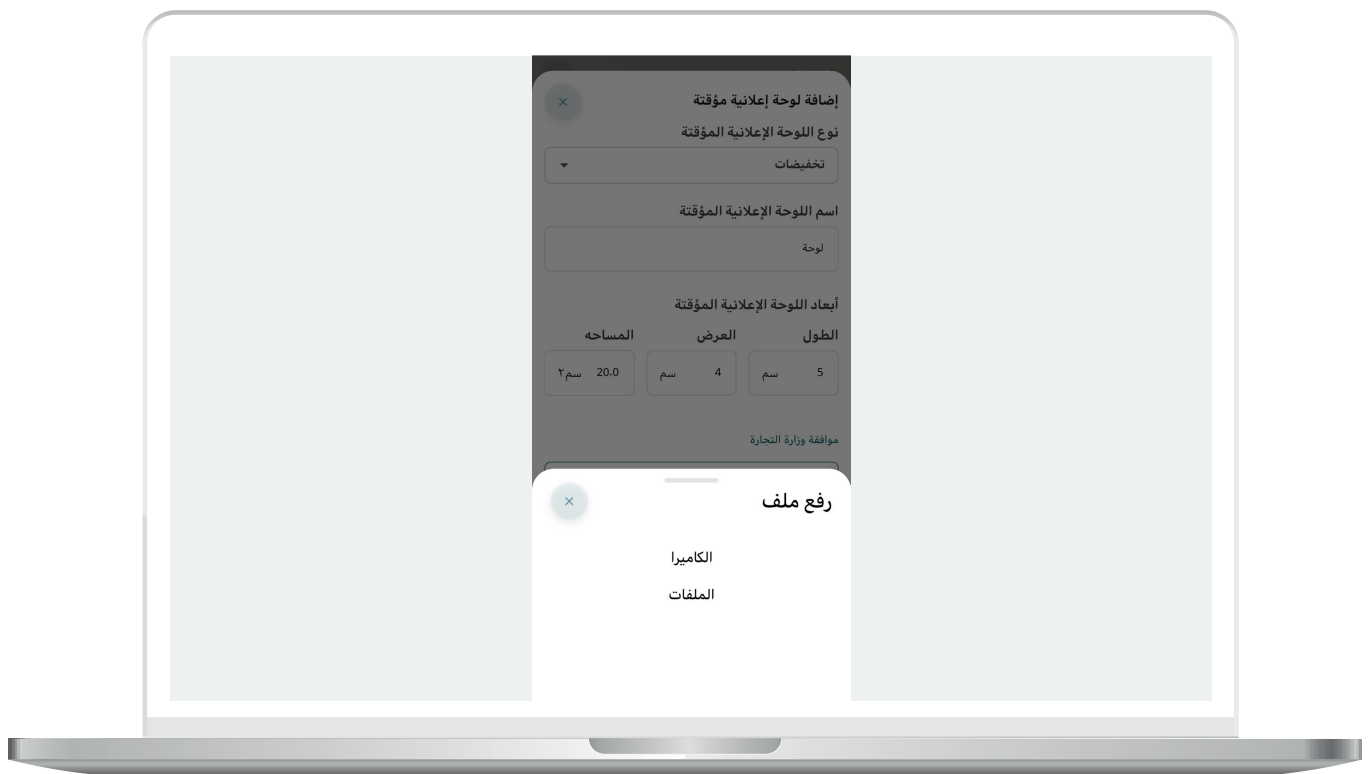 إضافة لوحة إعلانية مؤقتة
نوع اللوحة الإعلانية المؤقتة
تخفيضات
اسم اللوحة الإعلانية المؤقتة
لوحة
أبعاد اللوحة الإعلانية المؤقتة
الطول العرض المساحه
5 سم 4 سم 20.0 سم٢
موافقة وزارة التجارة
رفع ملف
الكاميرا
الملفات